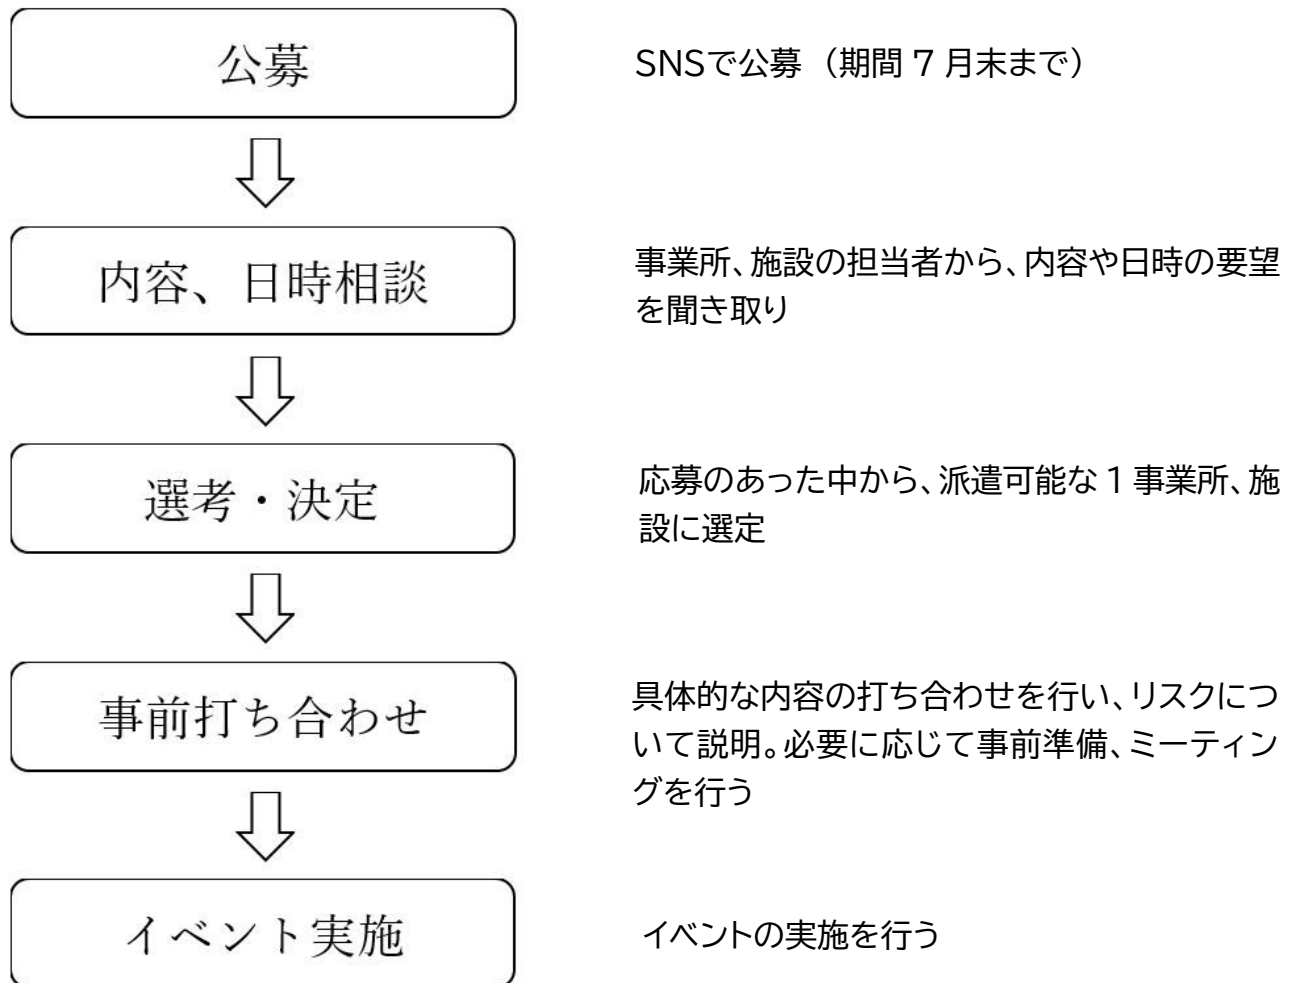 公募
SNSで公募（期間７月末まで）
内容、日時相談
事業所、施設の担当者から、内容や日時の要望
を聞き取り
選考・決定
応募のあった中から、派遣可能な１事業所、施
設に選定
事前打ち合わせ
具体的な内容の打ち合わせを行い、リスクにつ
いて説明。必要に応じて事前準備、ミーティン
グを行う
イベント実施
イベントの実施を行う